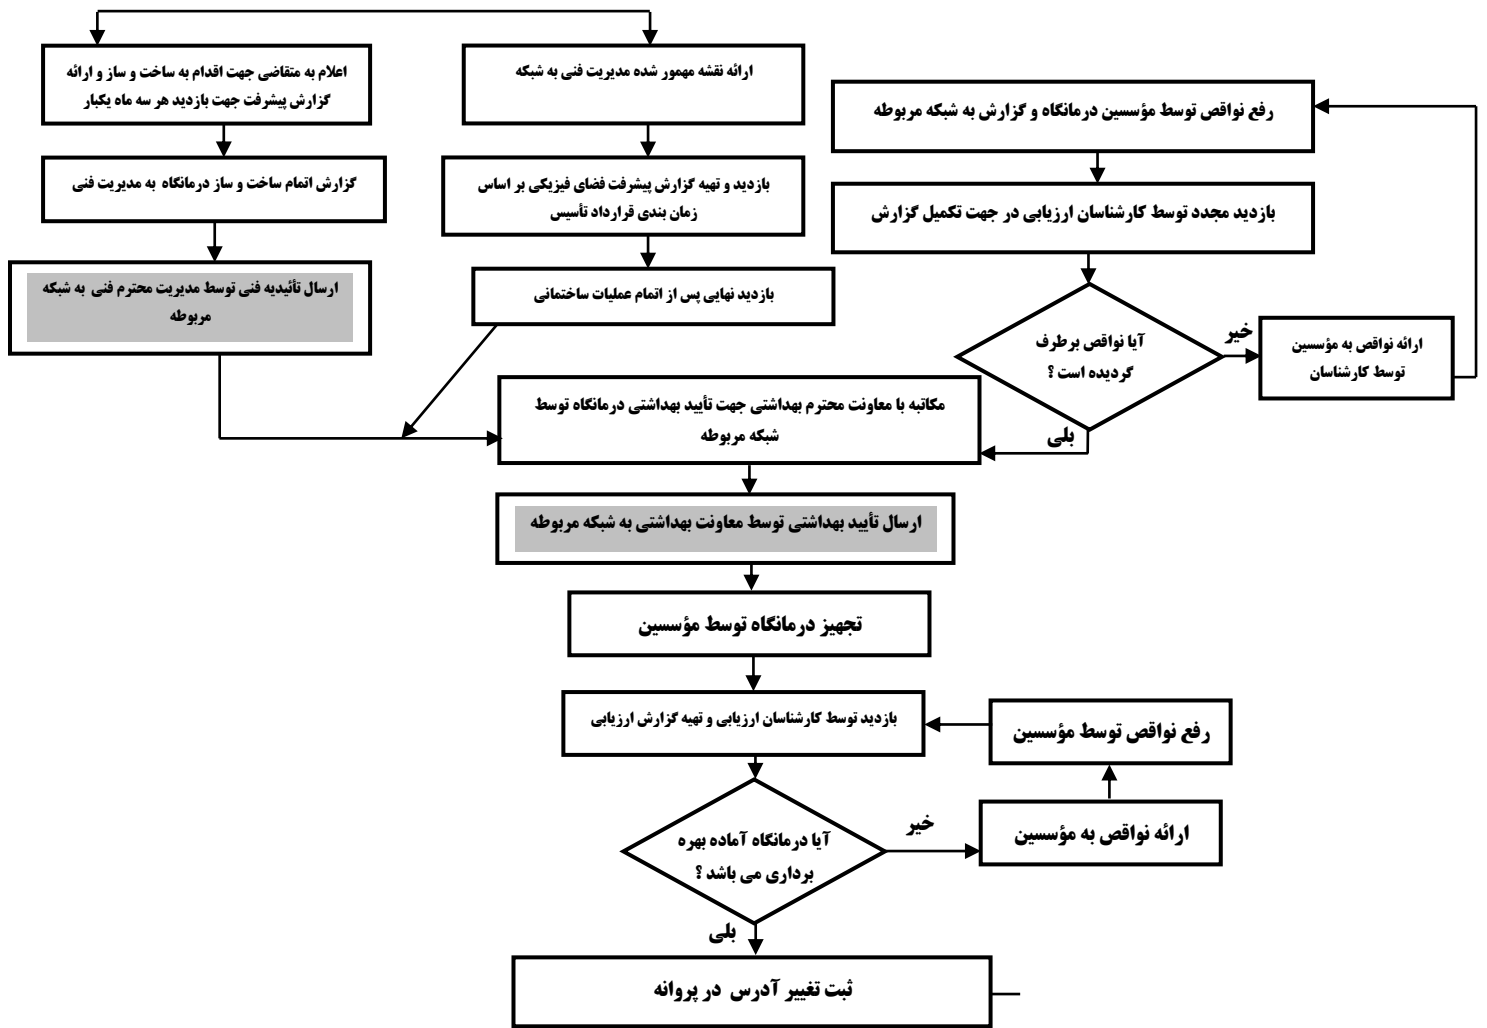 اعلام به متقاضی جهت اقدام به ساخت و ساز و ارائه
گزارش پیشرفت جهت بازدید هر سه ماه یکبار
گزارش اتمام ساخت و ساز درمانگاه به مدیریت فنی
ارسال تأئیدیه فنی توسط مدیریت محترم فنی به شبکه
مربوطه
ارائه نقشه مهمور شده مدیریت فنی به شبکه
بازدید و تهیه گزارش پیشرفت فضای فیزیکی بر اساس
زمان بندی قرارداد تأسیس
بازدید نهایی پس از اتمام عملیات ساختمانی
رفع نواقص توسط مؤسسین درمانگاه و گزارش به شبکه مربوطه
بازدید مجدد توسط کارشناسان ارزیابی در جهت تکمیل گزارش
آیا نواقص برطرف
گردیده است ؟
خیر
ارائه نواقص به مؤسسین
توسط کارشناسان
بلی
مکاتبه با معاونت محترم بهداشتی جهت تأیید بهداشتی درمانگاه توسط
شبکه مربوطه
ارسال تأیید بهداشتی توسط معاونت بهداشتی به شبکه مربوطه
تجهیز درمانگاه توسط مؤسسین
بازدید توسط کارشناسان ارزیابی و تهیه گزارش ارزیابی
رفع نواقص توسط مؤسسین
آیا درمانگاه آماده بهره
برداری می باشد ؟
خیر
ارائه نواقص به مؤسسین
بلی
ثبت تغییر آدرس در پروانه